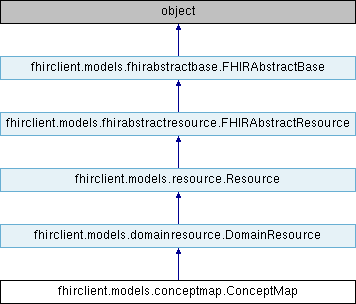 object
fhirclient.models.fhirabstractbase.FHIRAbstractBase
fhirclient.models.fhirabstractresource.FHIRAbstractResource
fhirclient.models.resource.Resource
fhirclient.models.domainresource.DomainResource
fhirclient.models.conceptmap.ConceptMap